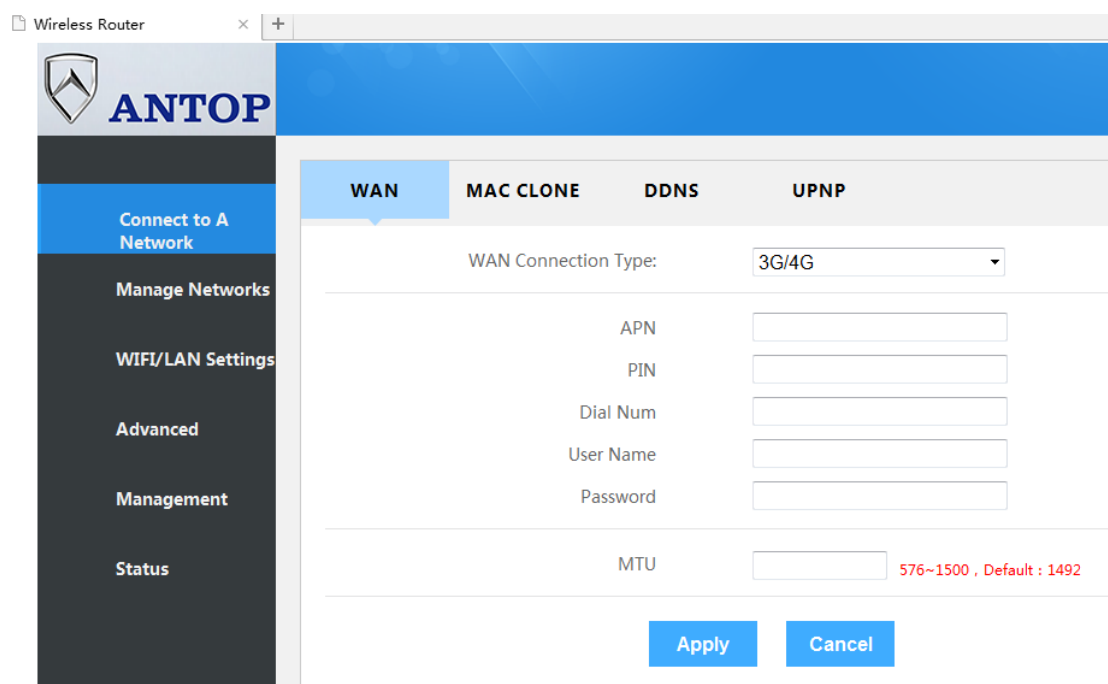 Wireless Router
ANTOP
WAN MAC CLONE DDNS UPNP
Connect to A
Network
Manage Networks
WIFI/LAN Settings
Advanced
Management
Status
WAN Connection Type: 3G/4G
APN
PIN
Dial Num
User Name
Password
MTU 576~1500 , Default : 1492
Apply Cancel